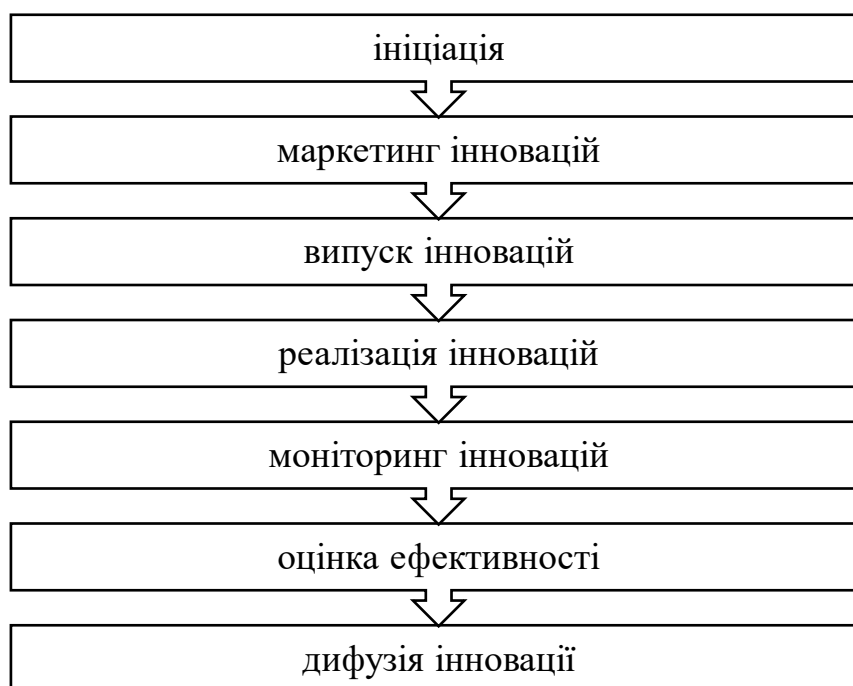 ініціація
маркетинг інновацій
випуск інновацій
реалізація інновацій
моніторинг інновацій
оцінка ефективності
дифузія інновації